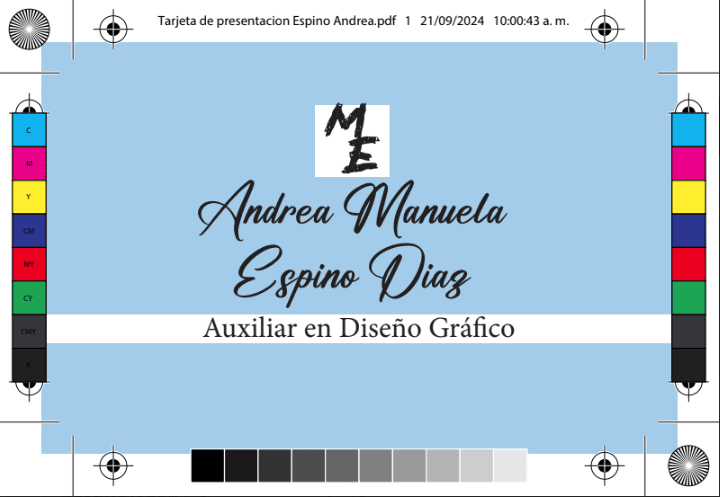 Tarjeta de presentacion Espino Andrea.pdf 1 21/09/2024 10:00:43 a. m.
ME
Andrea Manuela
Espino Diaz
Auxiliar en Diseño Gráfico
C
M
Y
CM
MY
CY
CMY
K